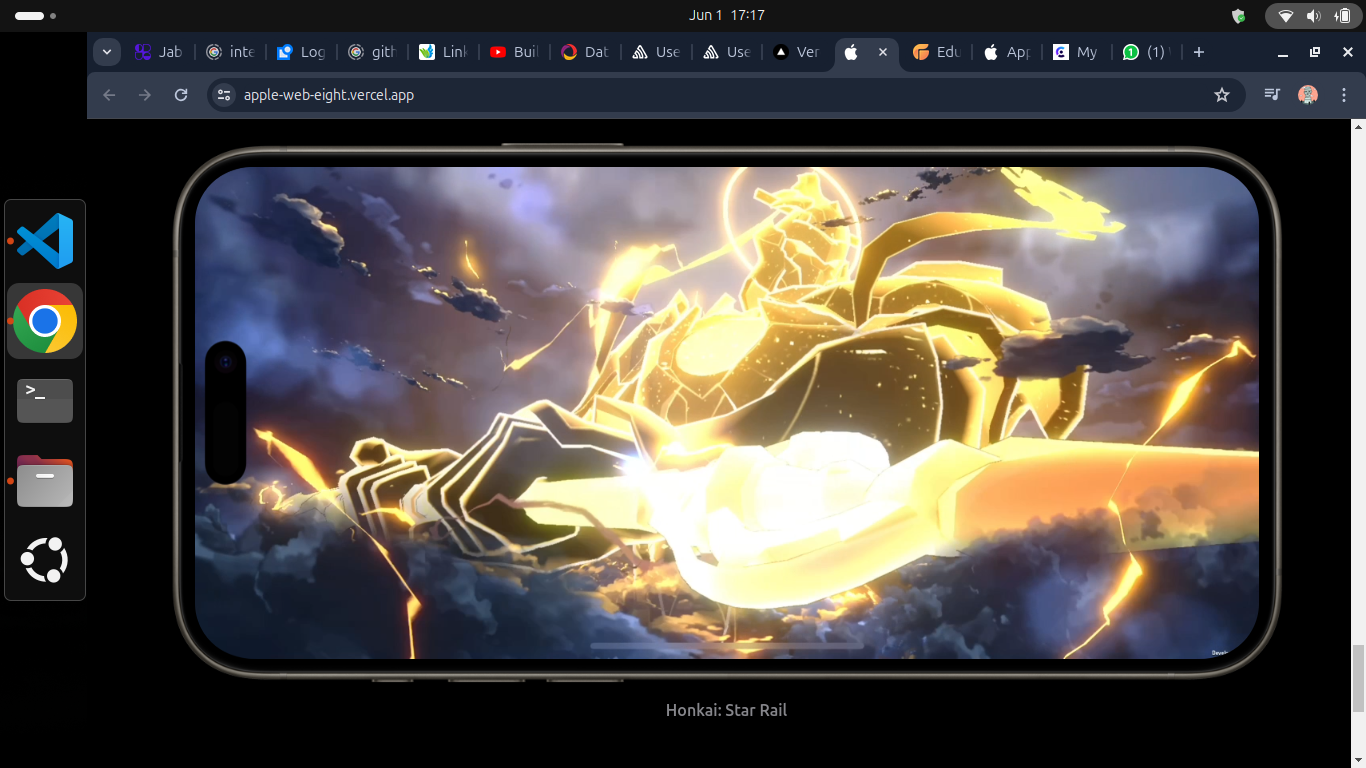 Jun 1 17:17
Jab
inte
Log
gith
Link
Buil
Dat
Use
Use
Ver
Edu
App
My
(1)
apple-web-eight.vercel.app
>_
Honkai: Star Rail